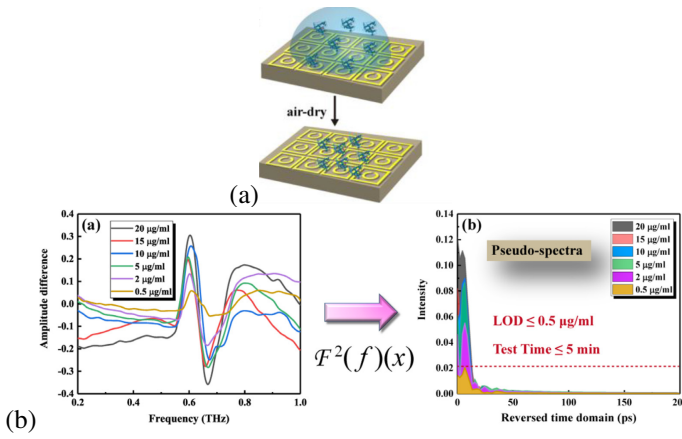 air-dry
(a)
(a)
20 μg/ml
15 μg/ml
10 μg/ml
5 μg/ml
2 μg/ml
0.5 μg/ml
Amplitude difference
0.4
0.3
0.2
0.1
0.0
-0.1
-0.2
-0.3
-0.4
0.2 0.4 0.6 0.8 1.0
Frequency (THz)
ℱ²(f)(x)
(b)
20 μg/ml
15 μg/ml
10 μg/ml
5 μg/ml
2 μg/ml
0.5 μg/ml
Pseudo-spectra
LOD ≤ 0.5 μg/ml
Test Time ≤ 5 min
Intensity
0.14
0.12
0.10
0.08
0.06
0.04
0.02
0.00
0 50 100 150 200
Reversed time domain (ps)
(b)